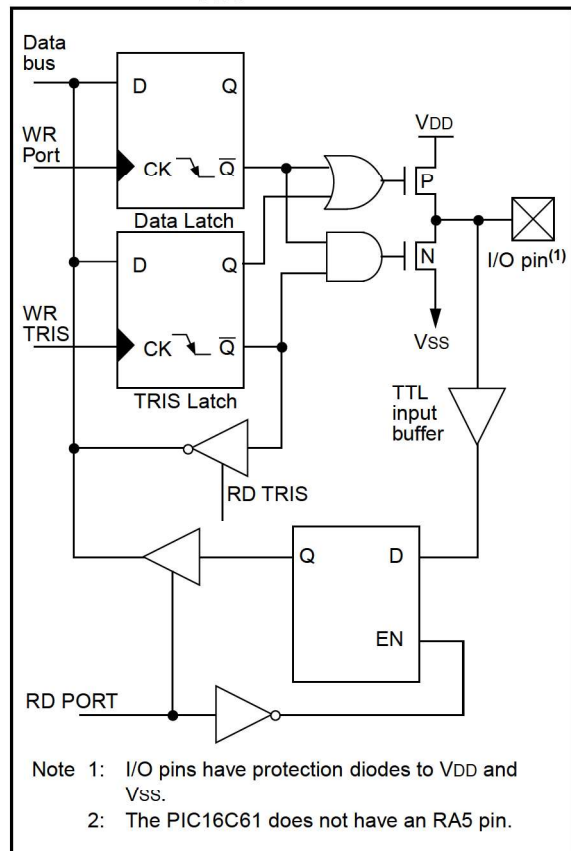 Data
bus
D Q
WR
Port
CK Q
Data Latch
VDD
P
D Q
N
I/O pin(1)
WR
TRIS
CK Q
VSS
TRIS Latch
TTL
input
buffer
RD TRIS
Q D
EN
RD PORT
Note 1: I/O pins have protection diodes to VDD and
VSS.
2: The PIC16C61 does not have an RA5 pin.